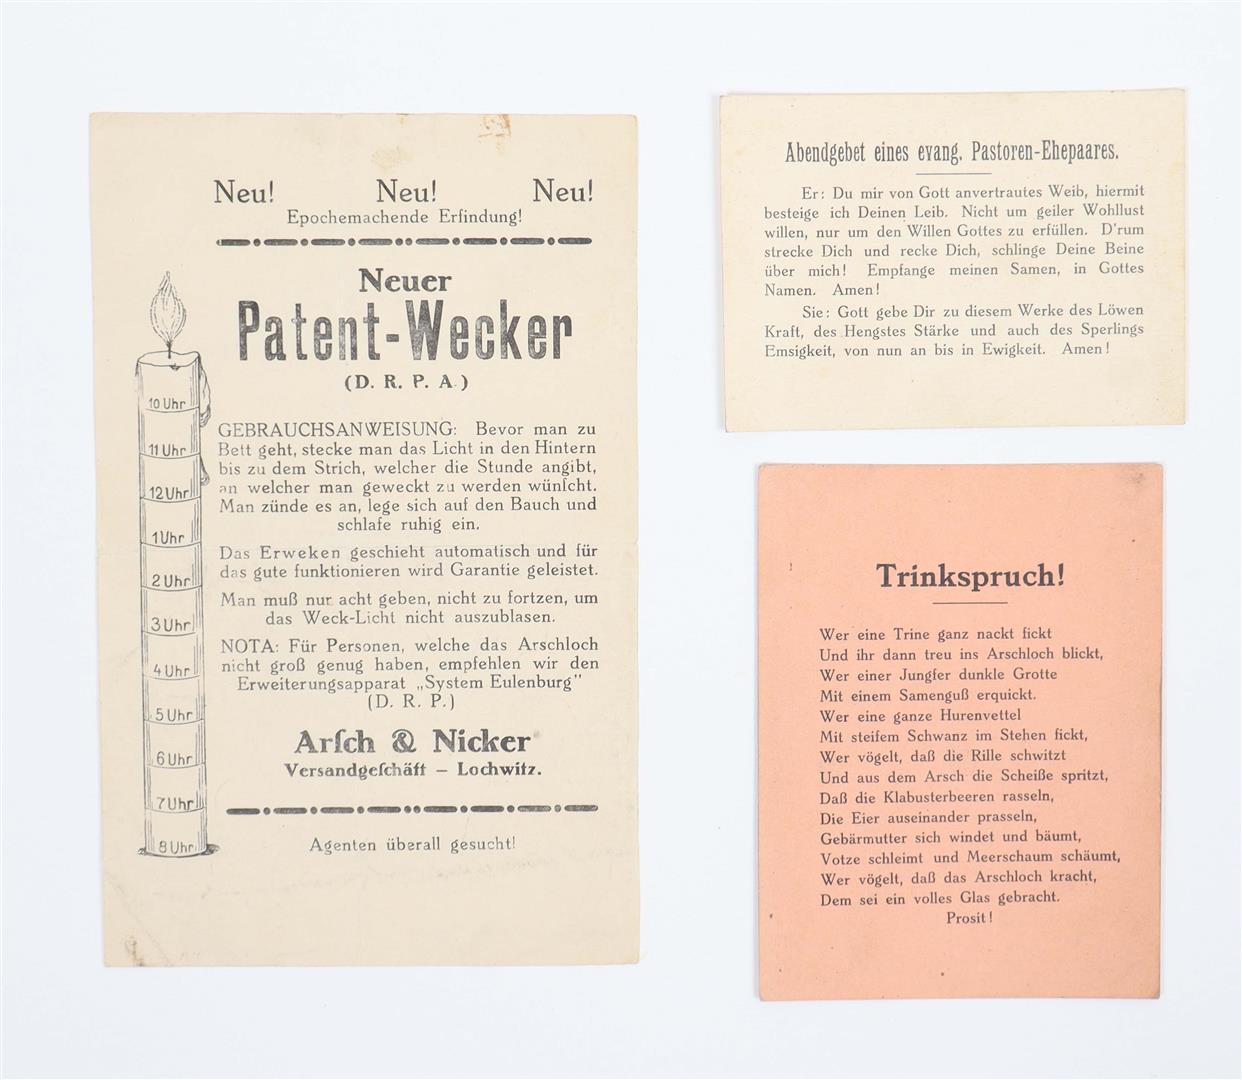 Neu! Neu! Neu!
Epochemachende Erfindung!
Neuer
Patent-Wecker
(D. R. P. A.)
GEBRAUCHSANWEISUNG: Bevor man zu
Bett geht, stecke man das Licht in den Hintern
bis zu dem Strich, welcher die Stunde angibt,
an welcher man geweckt zu werden wünſcht.
Man zünde es an, lege sich auf den Bauch und
schlafe ruhig ein.
Das Erweken geschieht automatisch und für
das gute funktionieren wird Garantie geleistet.
Man muß nur acht geben, nicht zu fortzen, um
das Weck-Licht nicht auszublasen.
NOTA: Für Personen, welche das Arschloch
nicht groß genug haben, empfehlen wir den
Erweiterungsapparat „System Eulenburg"
(D. R. P.)
Arſch & Nicker
Versandgeſchäft – Lochwitz.
Agenten überall gesucht!
10 Uhr
11 Uhr
12 Uhr
1 Uhr
2 Uhr
3 Uhr
4 Uhr
5 Uhr
6 Uhr
7 Uhr
8 Uhr
Abendgebet eines evang. Pastoren-Ehepaares.
Er: Du mir von Gott anvertrautes Weib, hiermit
besteige ich Deinen Leib. Nicht um geiler Wohllust
willen, nur um den Willen Gottes zu erfüllen. D'rum
strecke Dich und recke Dich, schlinge Deine Beine
über mich! Empfange meinen Samen, in Gottes
Namen. Amen!
Sie: Gott gebe Dir zu diesem Werke des Löwen
Kraft, des Hengstes Stärke und auch des Sperlings
Emsigkeit, von nun an bis in Ewigkeit. Amen!
Trinkspruch!
Wer eine Trine ganz nackt fickt
Und ihr dann treu ins Arschloch blickt,
Wer einer Jungfer dunkle Grotte
Mit einem Samenguß erquickt.
Wer eine ganze Hurenvettel
Mit steifem Schwanz im Stehen fickt,
Wer vögelt, daß die Rille schwitzt
Und aus dem Arsch die Scheiße spritzt,
Daß die Klabusterbeeren rasseln,
Die Eier auseinander prasseln,
Gebärmutter sich windet und bäumt,
Votze schleimt und Meerschaum schäumt,
Wer vögelt, daß das Arschloch kracht,
Dem sei ein volles Glas gebracht.
Prosit!